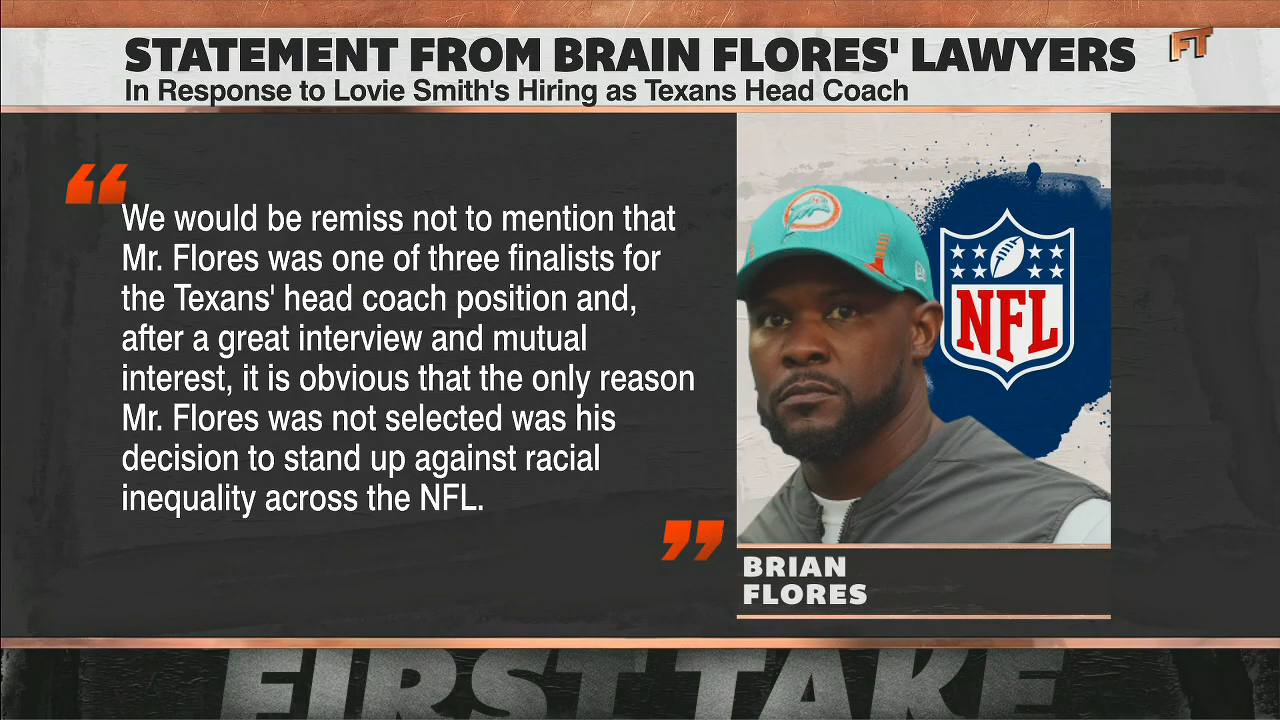 STATEMENT FROM BRAIN FLORES' LAWYERS
FT
In Response to Lovie Smith's Hiring as Texans Head Coach
“
We would be remiss not to mention that
Mr. Flores was one of three finalists for
the Texans' head coach position and,
after a great interview and mutual
interest, it is obvious that the only reason
Mr. Flores was not selected was his
decision to stand up against racial
inequality across the NFL.
”
NFL
BRIAN
FLORES
FIRST TAKE